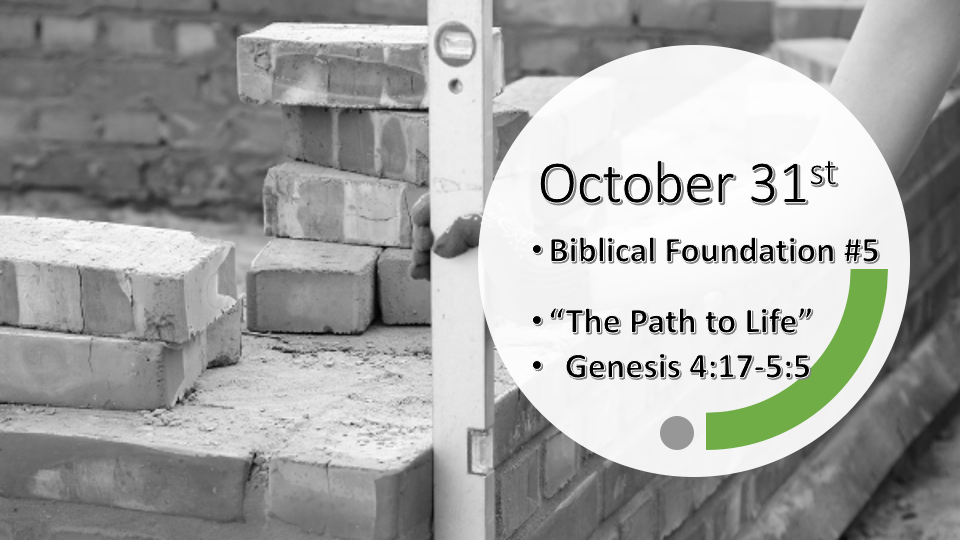 October 31st
• Biblical Foundation #5
• “The Path to Life”
• Genesis 4:17-5:5